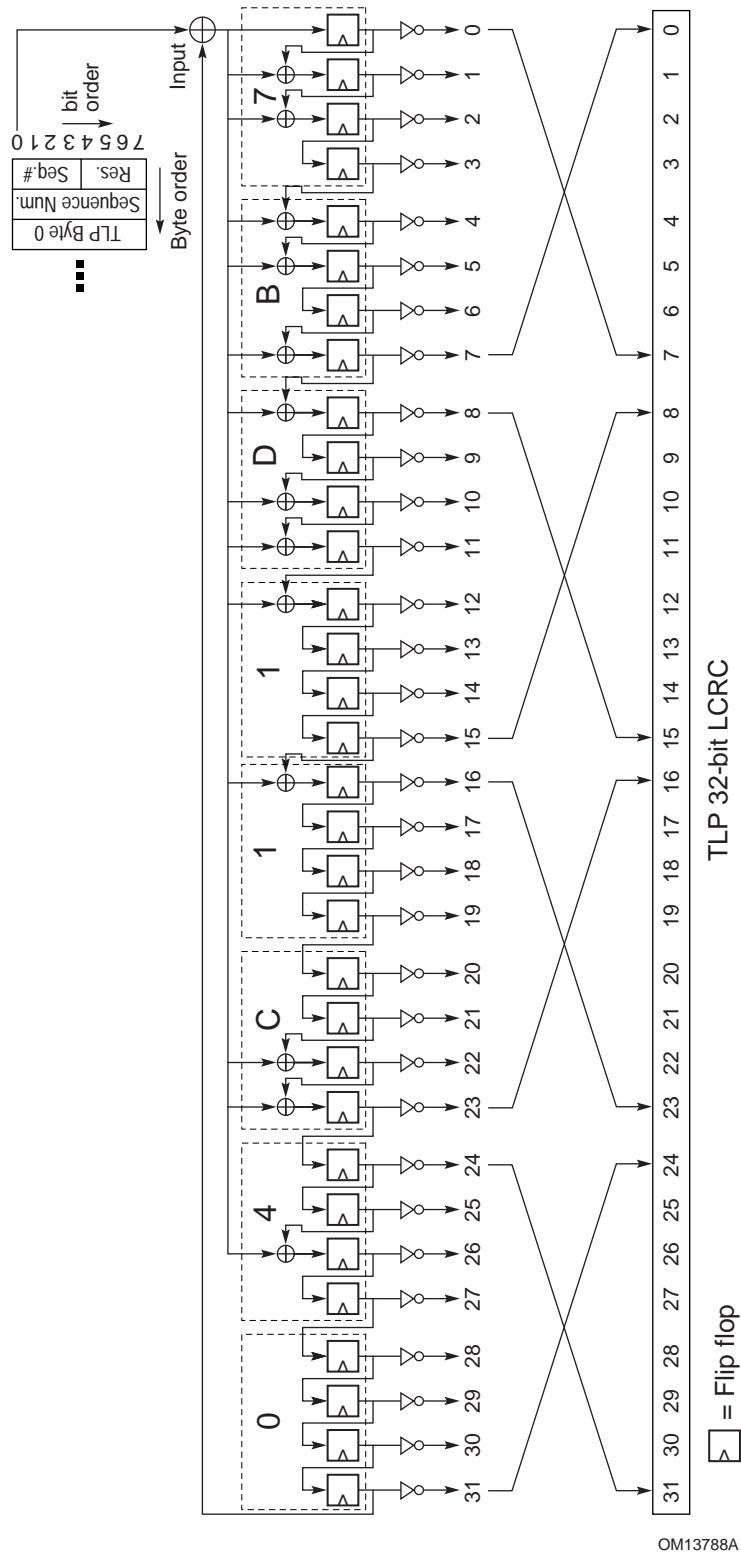 Input
bit order
0 1 2 3 4 5 6 7
Res. Seq.#
Sequence Num.
TLP Byte 0
Byte order
0 4 C 1 1 D B 7
31 30 29 28 27 26 25 24 23 22 21 20 19 18 17 16 15 14 13 12 11 10 9 8 7 6 5 4 3 2 1 0
31 30 29 28 27 26 25 24 23 22 21 20 19 18 17 16 15 14 13 12 11 10 9 8 7 6 5 4 3 2 1 0
TLP 32-bit LCRC
> = Flip flop
OM13788A